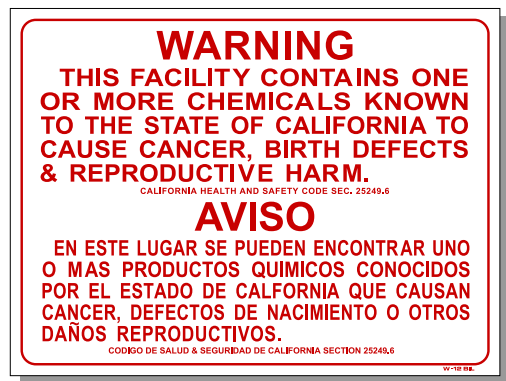 WARNING
THIS FACILITY CONTAINS ONE
OR MORE CHEMICALS KNOWN
TO THE STATE OF CALIFORNIA TO
CAUSE CANCER, BIRTH DEFECTS
& REPRODUCTIVE HARM.
CALIFORNIA HEALTH AND SAFETY CODE SEC. 25249.6
AVISO
EN ESTE LUGAR SE PUEDEN ENCONTRAR UNO
O MAS PRODUCTOS QUIMICOS CONOCIDOS
POR EL ESTADO DE CALFORNIA QUE CAUSAN
CANCER, DEFECTOS DE NACIMIENTO O OTROS
DAÑOS REPRODUCTIVOS.
CODIGO DE SALUD & SEGURIDAD DE CALIFORNIA SECTION 25249.6
W-12 BIL